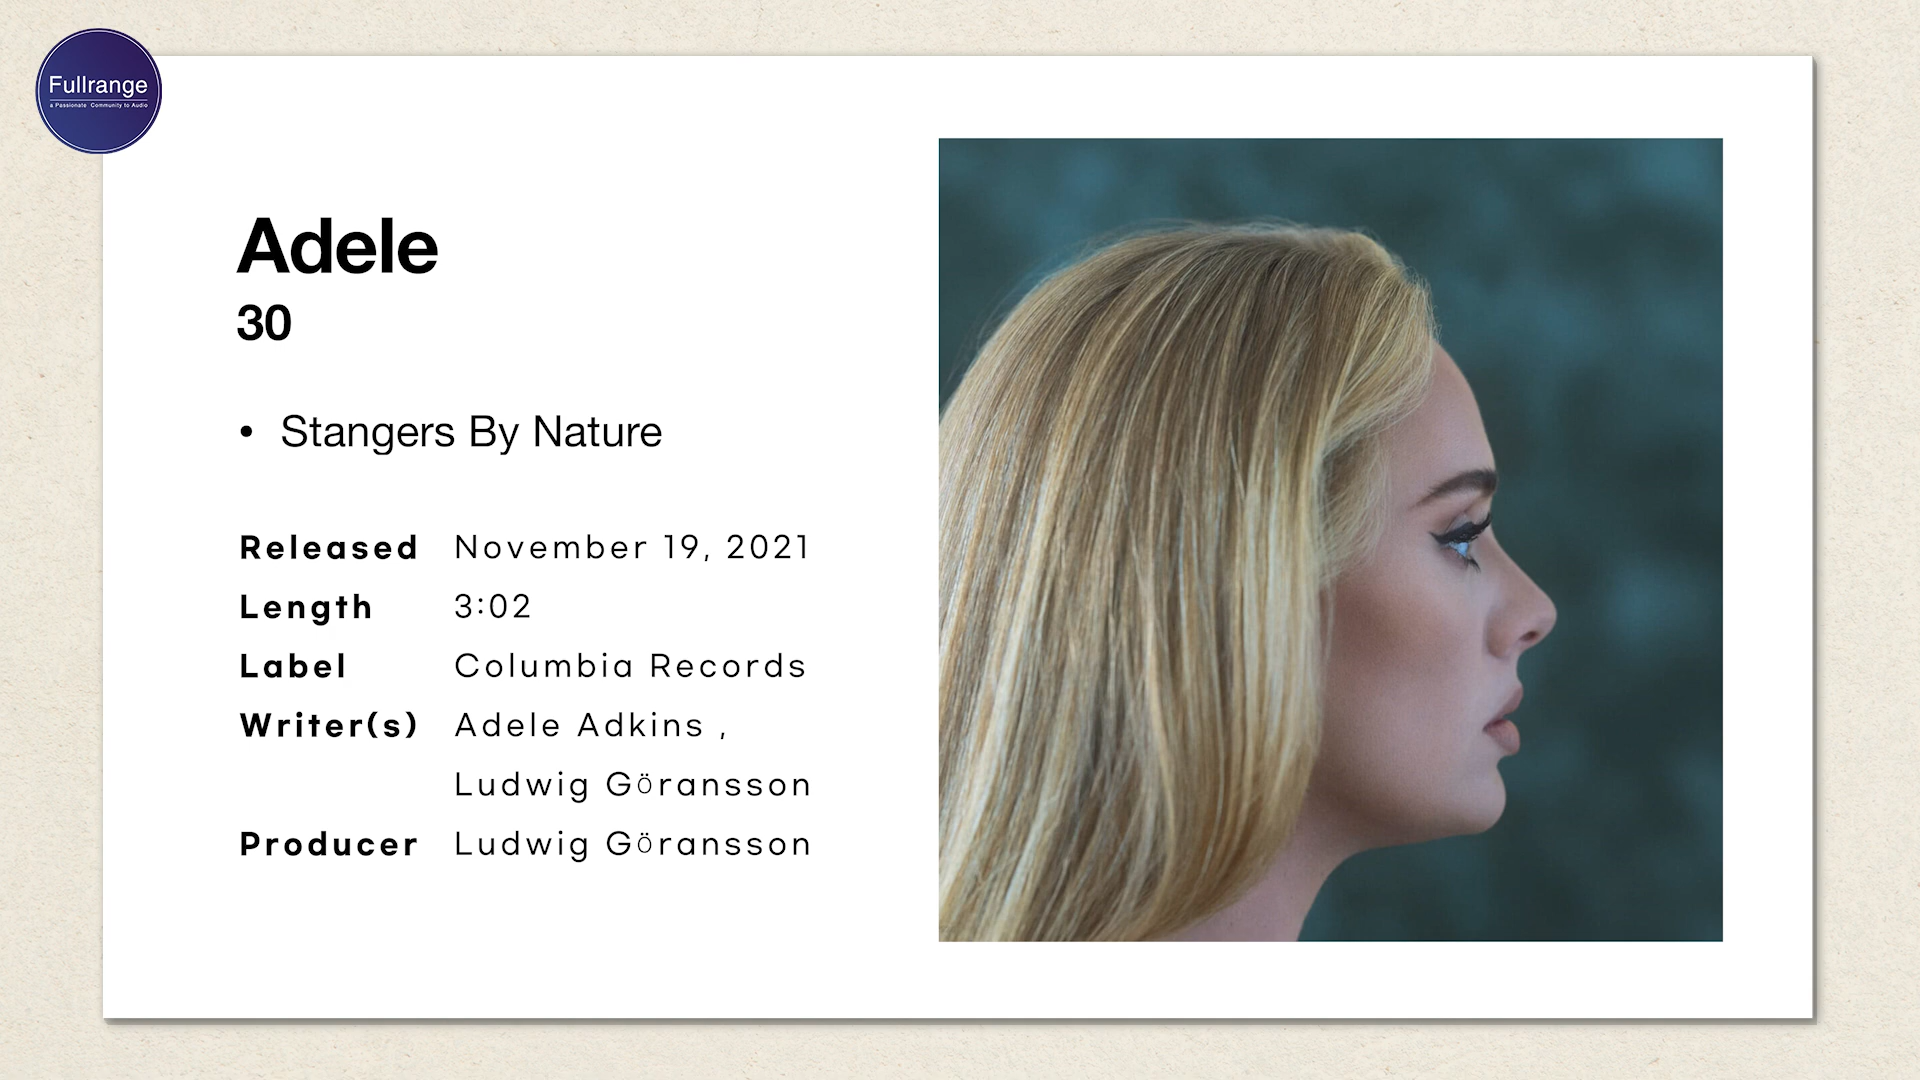 Fullrange
a Passionate Community to Audio
Adele
30
• Stangers By Nature
Released November 19, 2021
Length 3:02
Label Columbia Records
Writer(s) Adele Adkins ,
Ludwig Göransson
Producer Ludwig Göransson